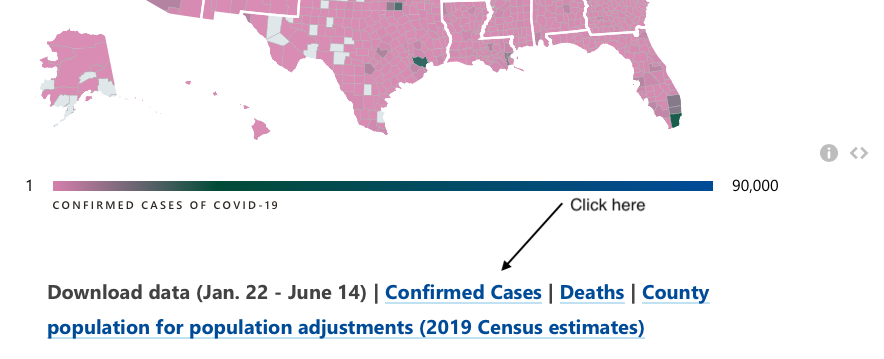 1
90,000
CONFIRMED CASES OF COVID-19
Click here
Download data (Jan. 22 - June 14) | Confirmed Cases | Deaths | County
population for population adjustments (2019 Census estimates)